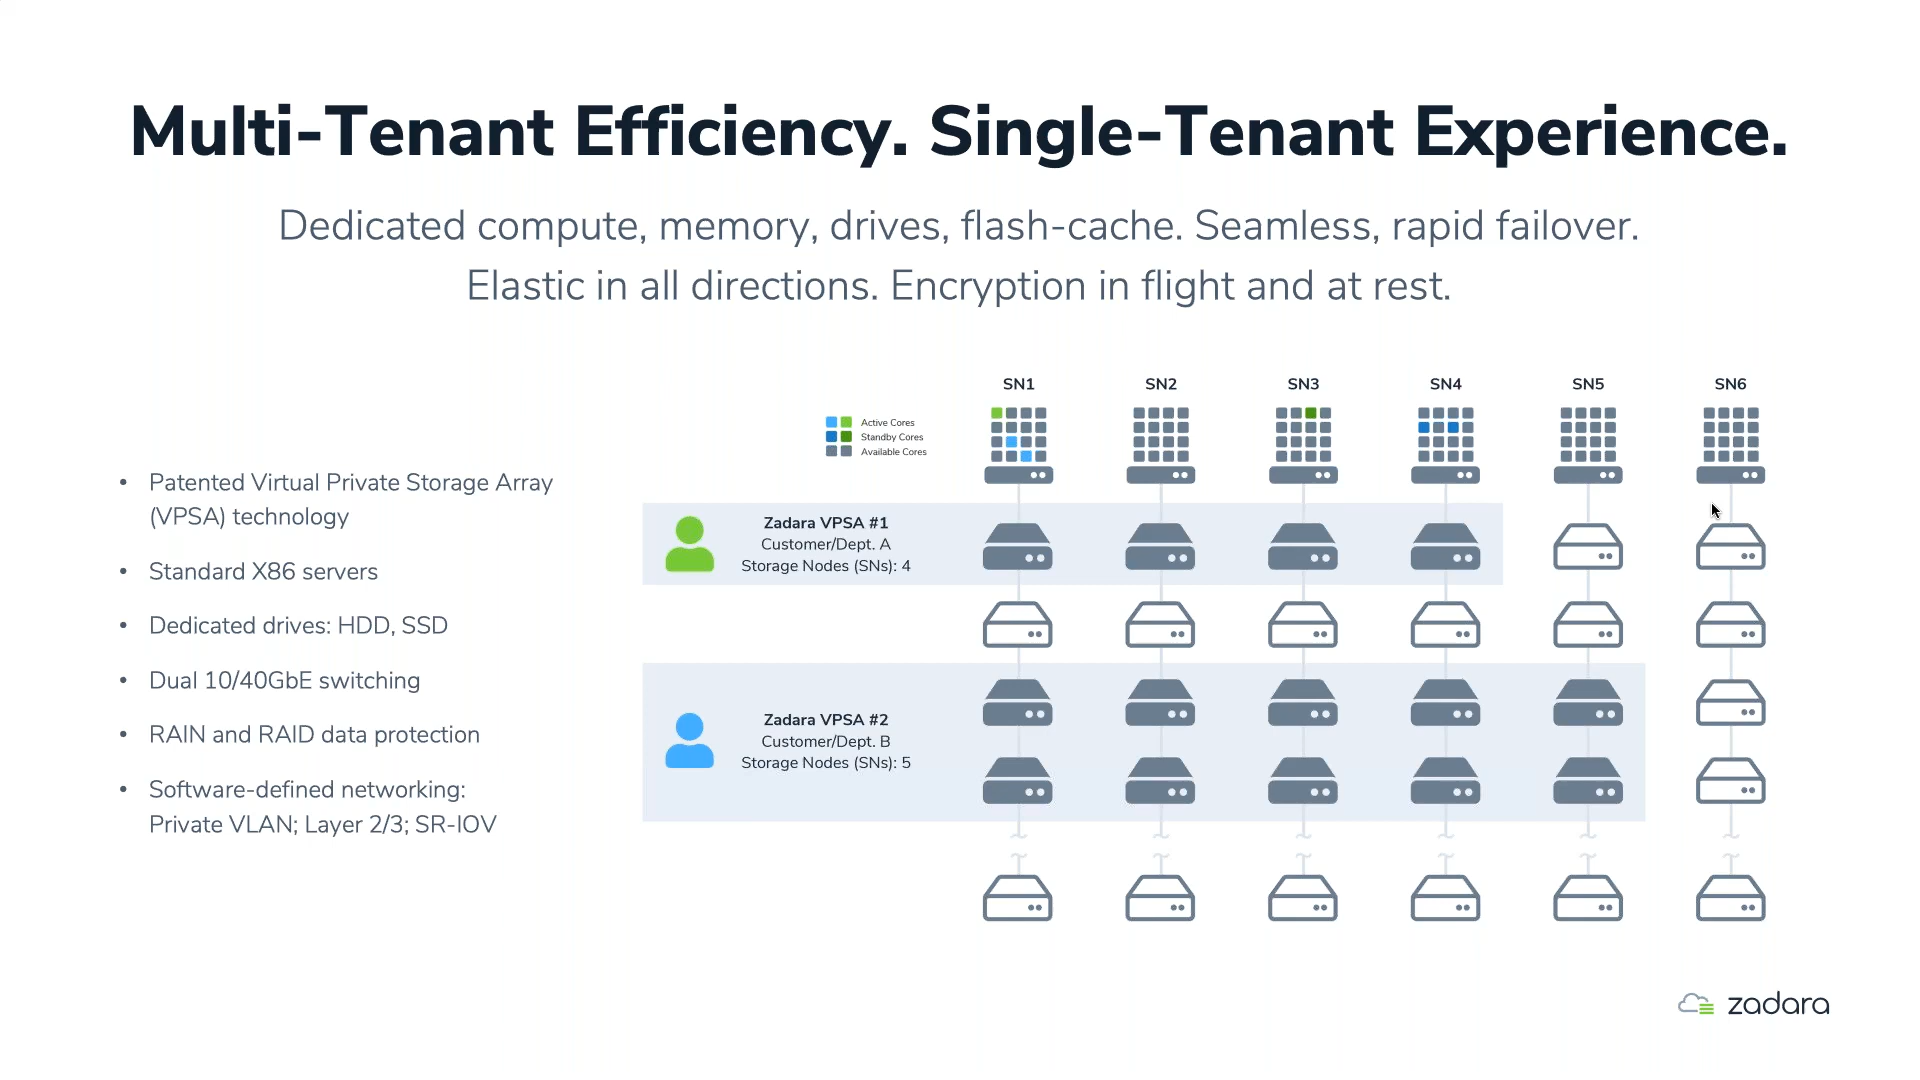 Multi-Tenant Efficiency. Single-Tenant Experience.
Dedicated compute, memory, drives, flash-cache. Seamless, rapid failover.
Elastic in all directions. Encryption in flight and at rest.
• Patented Virtual Private Storage Array
(VPSA) technology
• Standard X86 servers
• Dedicated drives: HDD, SSD
• Dual 10/40GbE switching
• RAIN and RAID data protection
• Software-defined networking:
Private VLAN; Layer 2/3; SR-IOV
SN1 SN2 SN3 SN4 SN5 SN6
Active Cores
Standby Cores
Available Cores
Zadara VPSA #1
Customer/Dept. A
Storage Nodes (SNs): 4
Zadara VPSA #2
Customer/Dept. B
Storage Nodes (SNs): 5
zadara